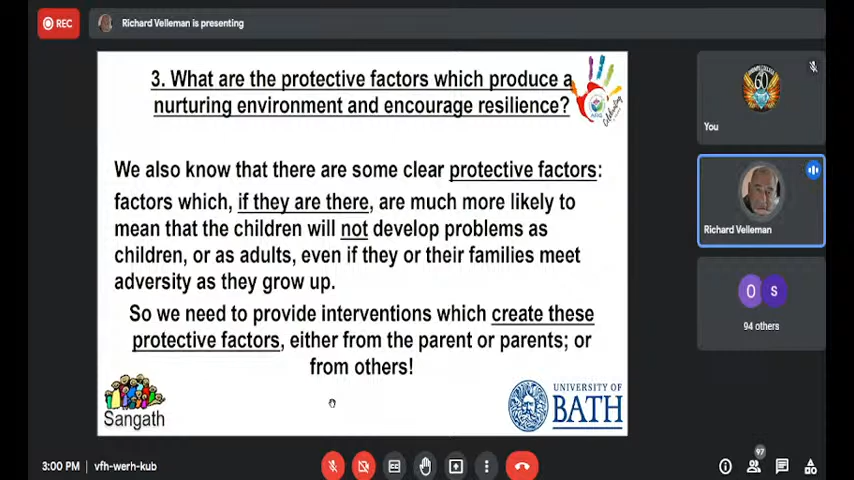 REC
Richard Velleman is presenting
3. What are the protective factors which produce a
nurturing environment and encourage resilience?
We also know that there are some clear protective factors:
factors which, if they are there, are much more likely to
mean that the children will not develop problems as
children, or as adults, even if they or their families meet
adversity as they grow up.
So we need to provide interventions which create these
protective factors, either from the parent or parents; or
from others!
Sangath
UNIVERSITY OF
BATH
60
You
Richard Velleman
O S
94 others
3:00 PM | vfh-werh-kub
97